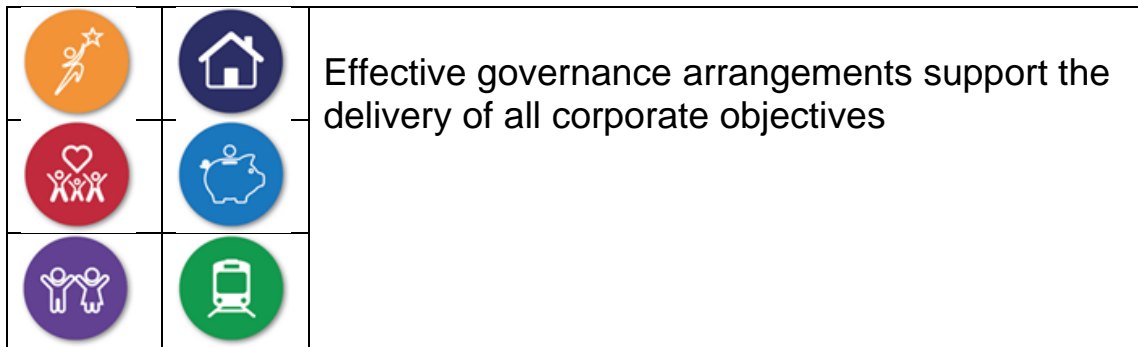 Effective governance arrangements support the
delivery of all corporate objectives